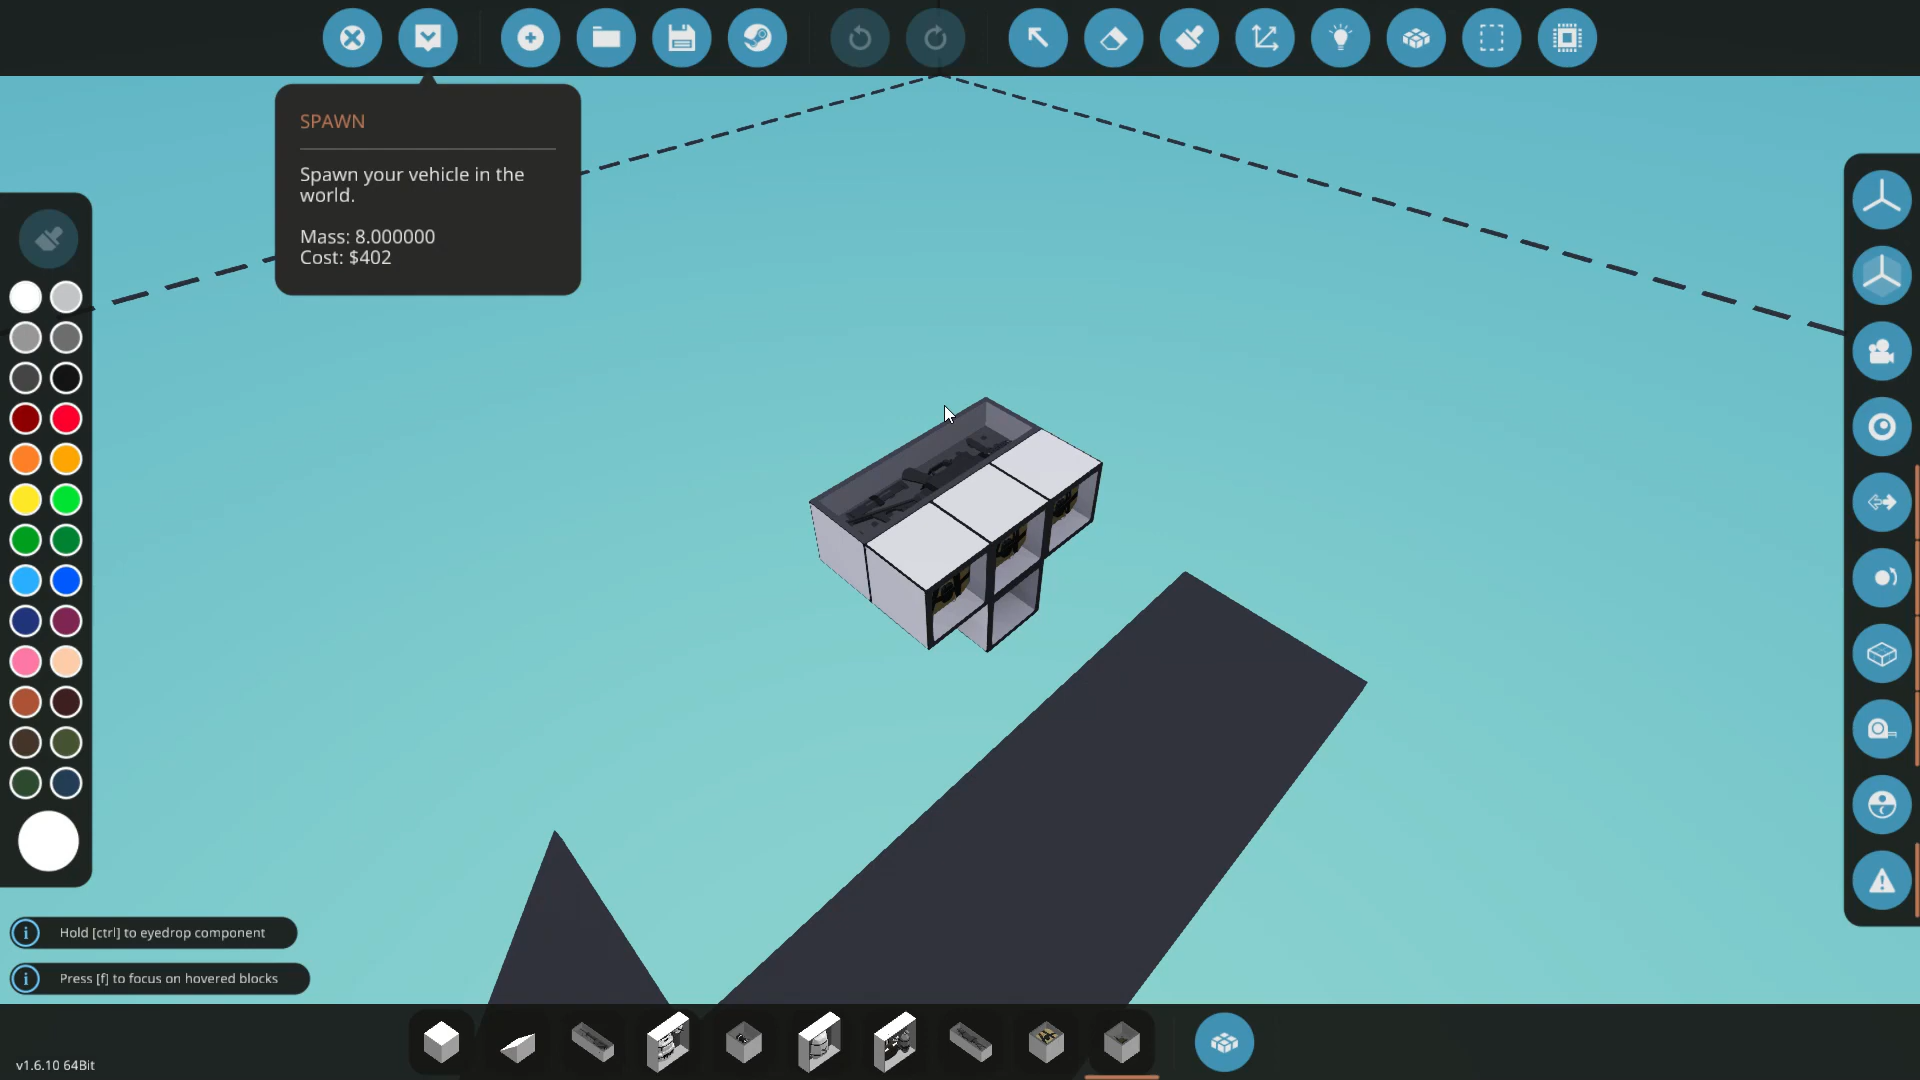 SPAWN
Spawn your vehicle in the
world.
Mass: 8.000000
Cost: $402
Hold [ctrl] to eyedrop component
Press [f] to focus on hovered blocks
v1.6.10 64Bit